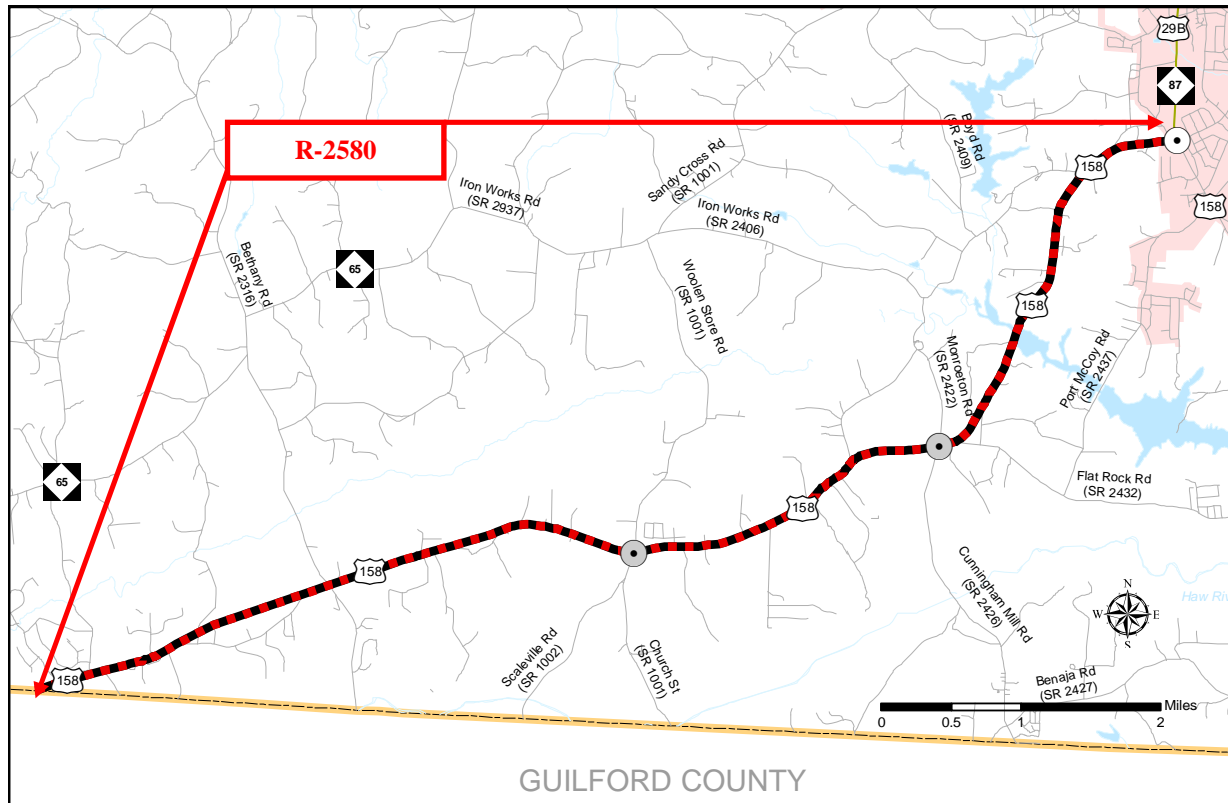 29B
87
R-2580
Boyd Rd
(SR 2409)
158
Sandy Cross Rd
(SR 1001)
Iron Works Rd
(SR 2937)
158
Iron Works Rd
(SR 2406)
Bethany Rd
(SR 2316)
65
Woolen Store Rd
(SR 1001)
158
Monroeton Rd
(SR 2422)
Port McCoy Rd
(SR 2437)
65
Flat Rock Rd
(SR 2432)
158
158
Cunningham Mill Rd
(SR 2426)
Haw Riv
N
W
E
S
Scaleville Rd
(SR 1002)
Church St
(SR 1001)
158
Benaja Rd
(SR 2427)
Miles
0 0.5 1 2
GUILFORD COUNTY